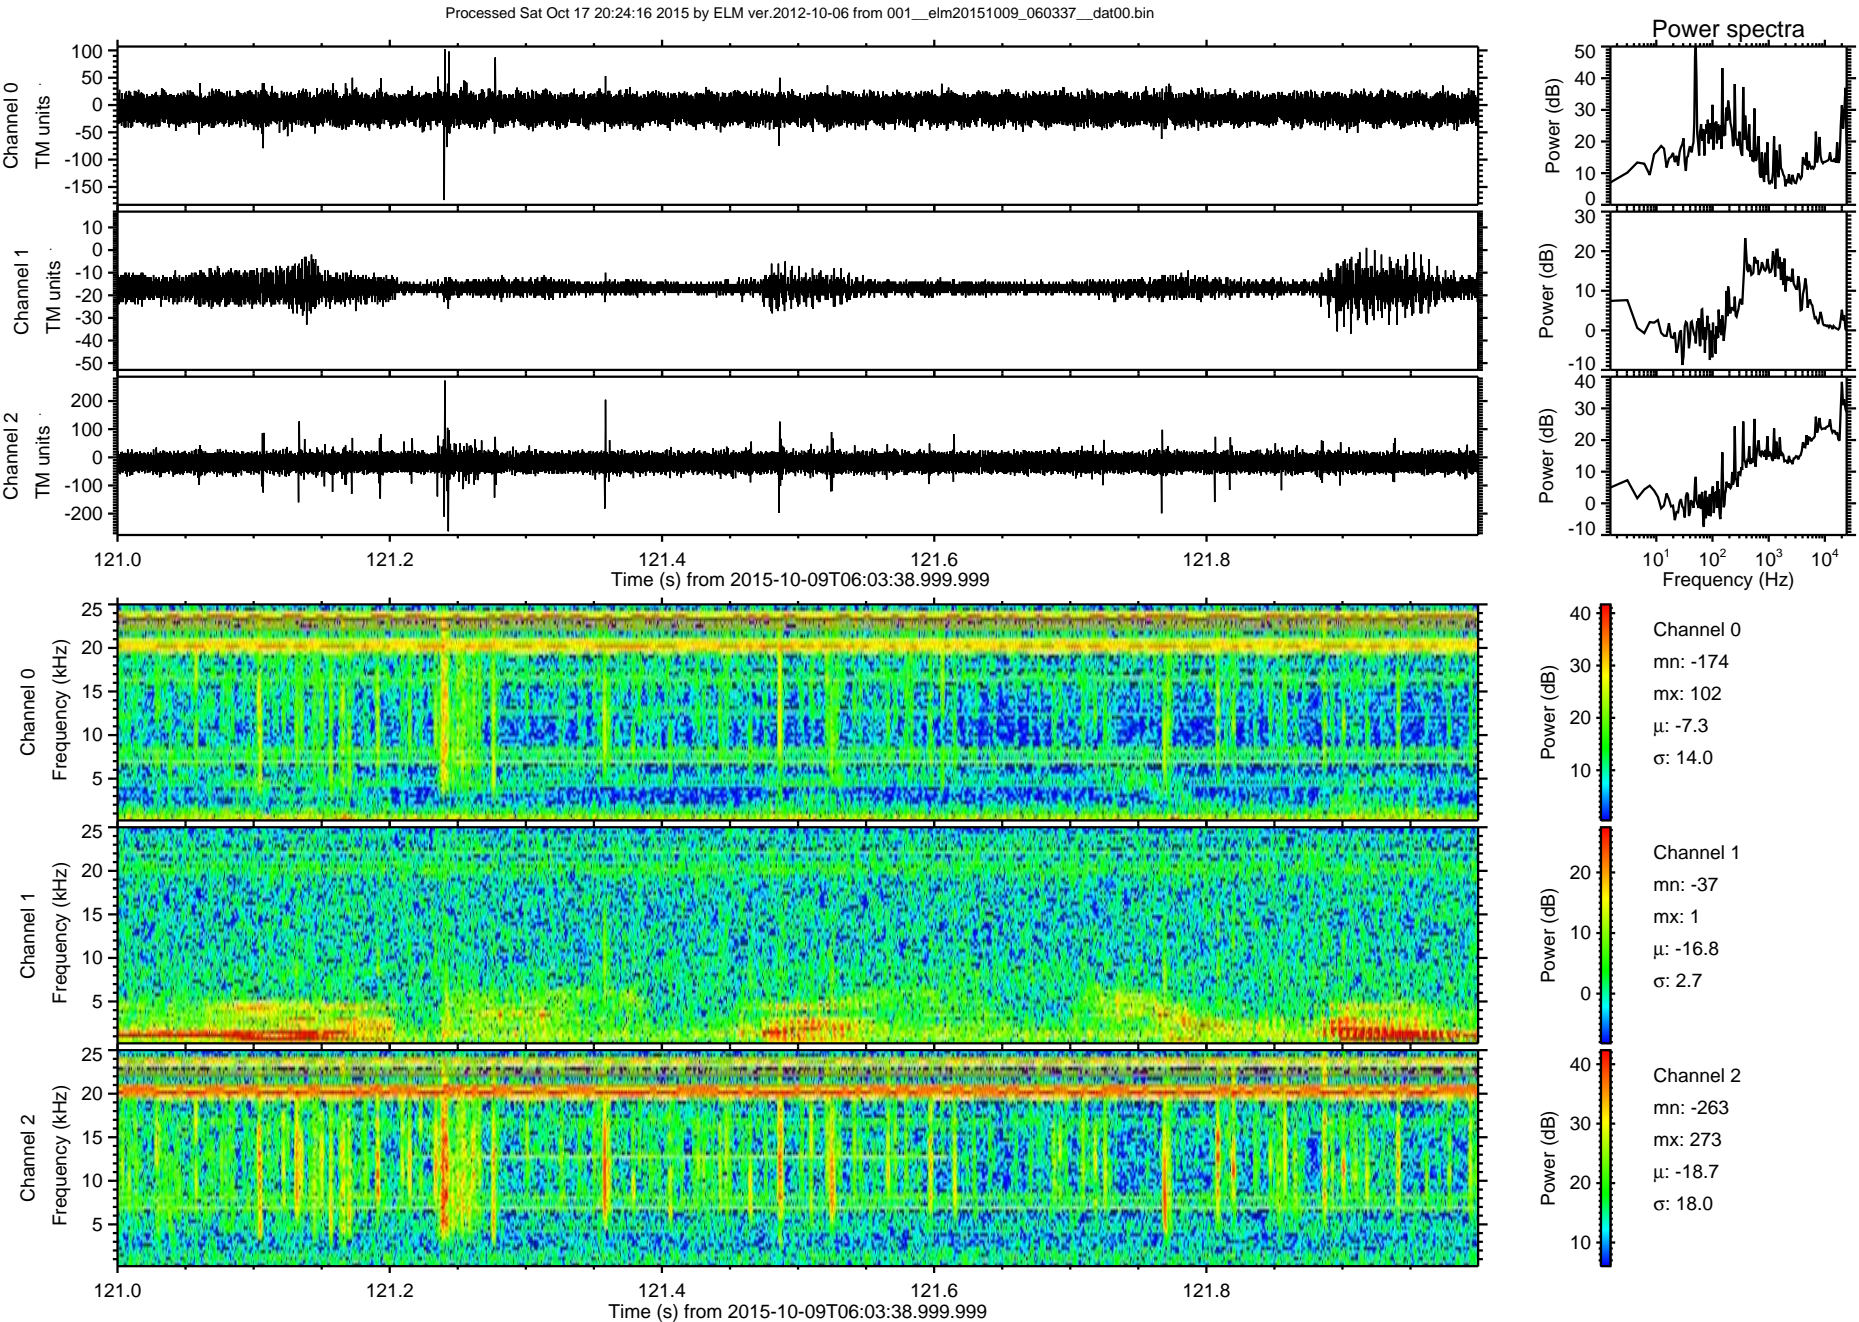 Processed Sat Oct 17 20:24:16 2015 by ELM ver.2012-10-06 from 001__elm20151009_060337__dat00.bin
Power spectra
Channel 0
TM units
100
50
0
-50
-100
-150
Power (dB)
50
40
30
20
10
0
Channel 1
TM units
10
0
-10
-20
-30
-40
-50
Power (dB)
30
20
10
0
-10
Channel 2
TM units
200
100
0
-100
-200
Power (dB)
40
30
20
10
0
-10
121.0 121.2 121.4 121.6 121.8
Time (s) from 2015-10-09T06:03:38.999.999
10¹ 10² 10³ 10⁴
Frequency (Hz)
Channel 0
Frequency (kHz)
25
20
15
10
5
Power (dB)
40
30
20
10
Channel 0
mn: -174
mx: 102
µ: -7.3
σ: 14.0
Channel 1
Frequency (kHz)
25
20
15
10
5
Power (dB)
20
10
0
Channel 1
mn: -37
mx: 1
µ: -16.8
σ: 2.7
Channel 2
Frequency (kHz)
25
20
15
10
5
Power (dB)
40
30
20
10
Channel 2
mn: -263
mx: 273
µ: -18.7
σ: 18.0
121.0 121.2 121.4 121.6 121.8
Time (s) from 2015-10-09T06:03:38.999.999